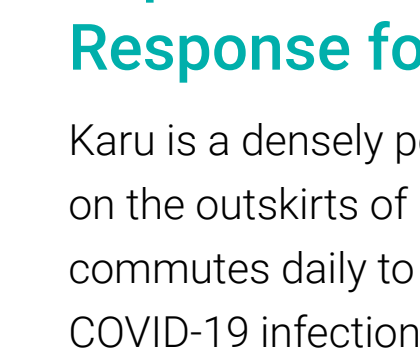 Response fo
Karu is a densely p
on the outskirts of
commutes daily to
COVID-19 infection